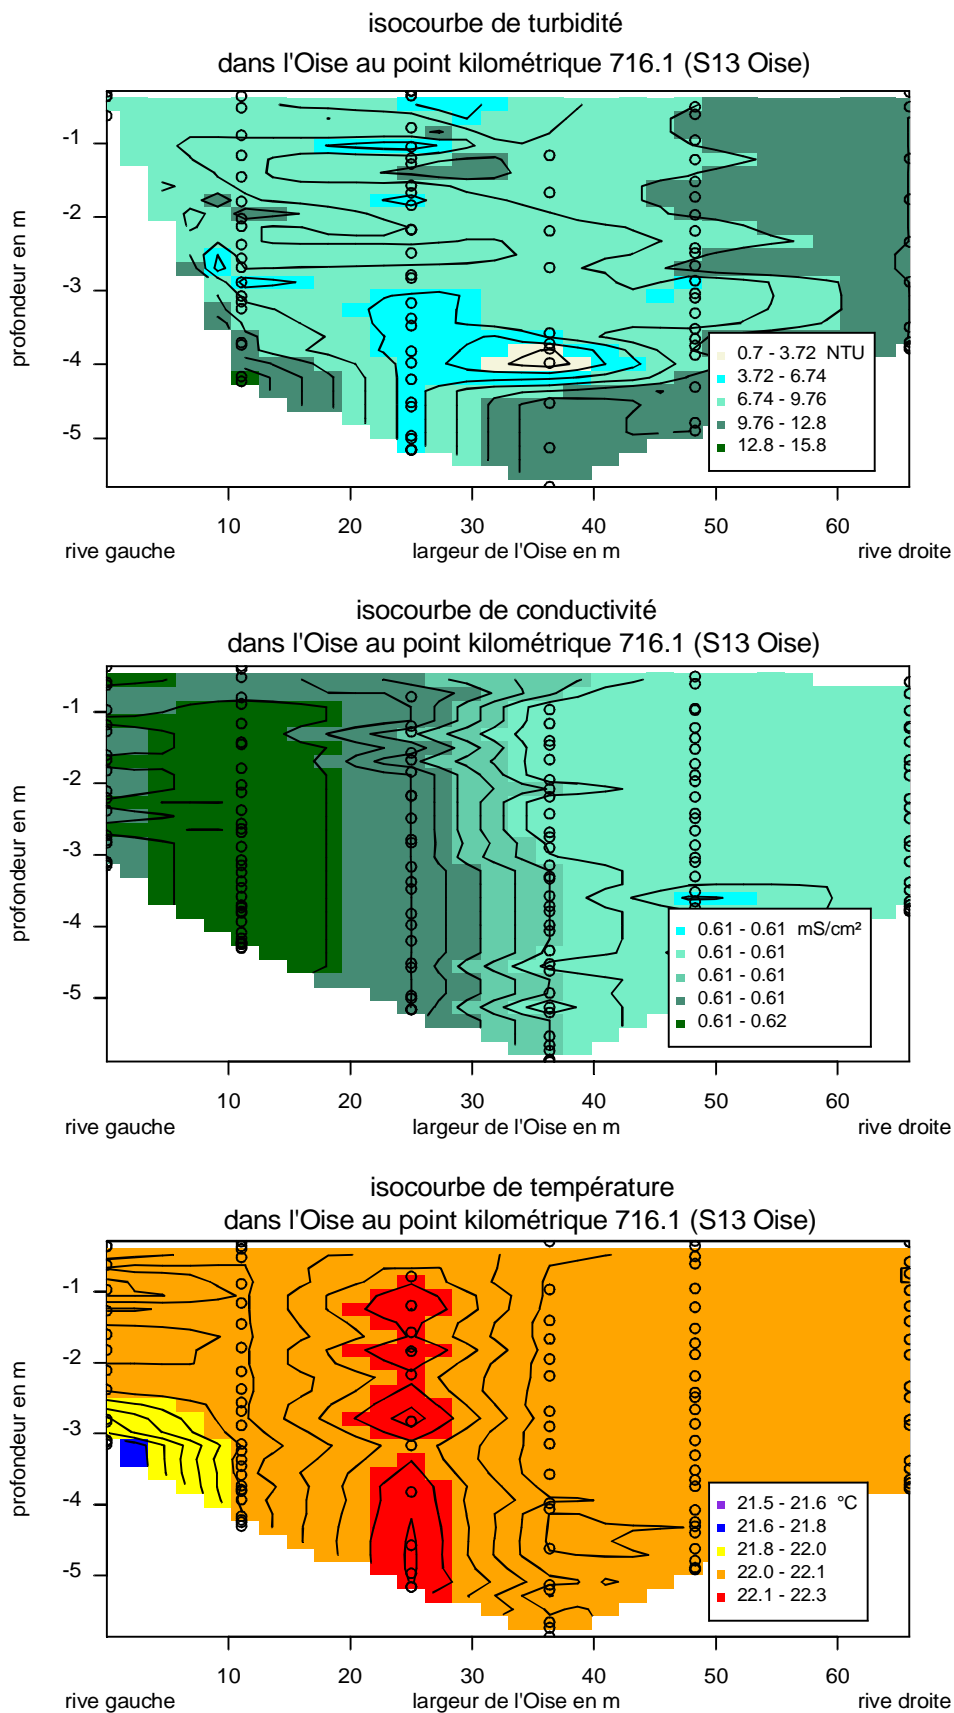 isocourbe de turbidité
dans l'Oise au point kilométrique 716.1 (S13 Oise)
profondeur en m
-1
-2
-3
-4
-5
0.7 - 3.72 NTU
3.72 - 6.74
6.74 - 9.76
9.76 - 12.8
12.8 - 15.8
10 20 30 40 50 60
rive gauche largeur de l'Oise en m rive droite
isocourbe de conductivité
dans l'Oise au point kilométrique 716.1 (S13 Oise)
profondeur en m
-1
-2
-3
-4
-5
0.61 - 0.61 mS/cm²
0.61 - 0.61
0.61 - 0.61
0.61 - 0.61
0.61 - 0.62
10 20 30 40 50 60
rive gauche largeur de l'Oise en m rive droite
isocourbe de température
dans l'Oise au point kilométrique 716.1 (S13 Oise)
profondeur en m
-1
-2
-3
-4
-5
21.5 - 21.6 °C
21.6 - 21.8
21.8 - 22.0
22.0 - 22.1
22.1 - 22.3
10 20 30 40 50 60
rive gauche largeur de l'Oise en m rive droite